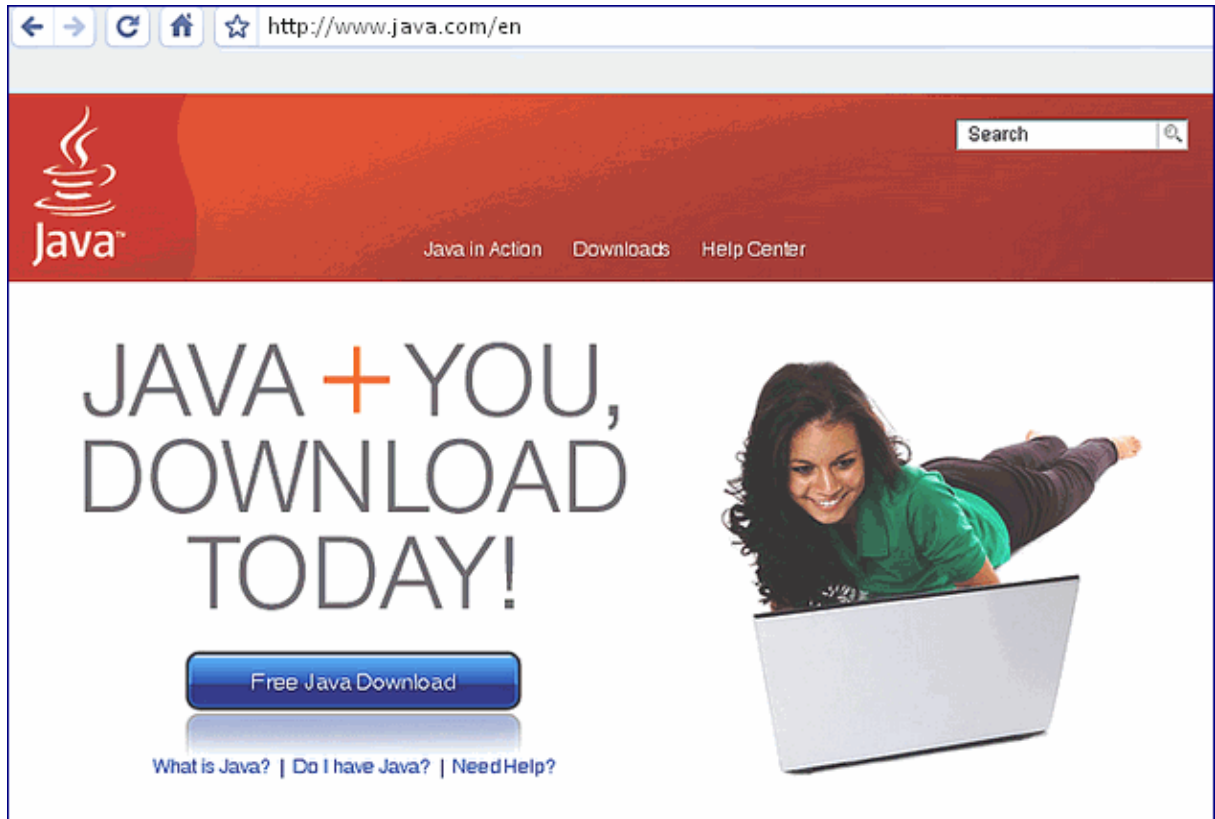 http://www.java.com/en
Search
Java™
Java in Action Downloads Help Center
JAVA + YOU,
DOWNLOAD
TODAY!
Free Java Download
What is Java? | Do I have Java? | Need Help?